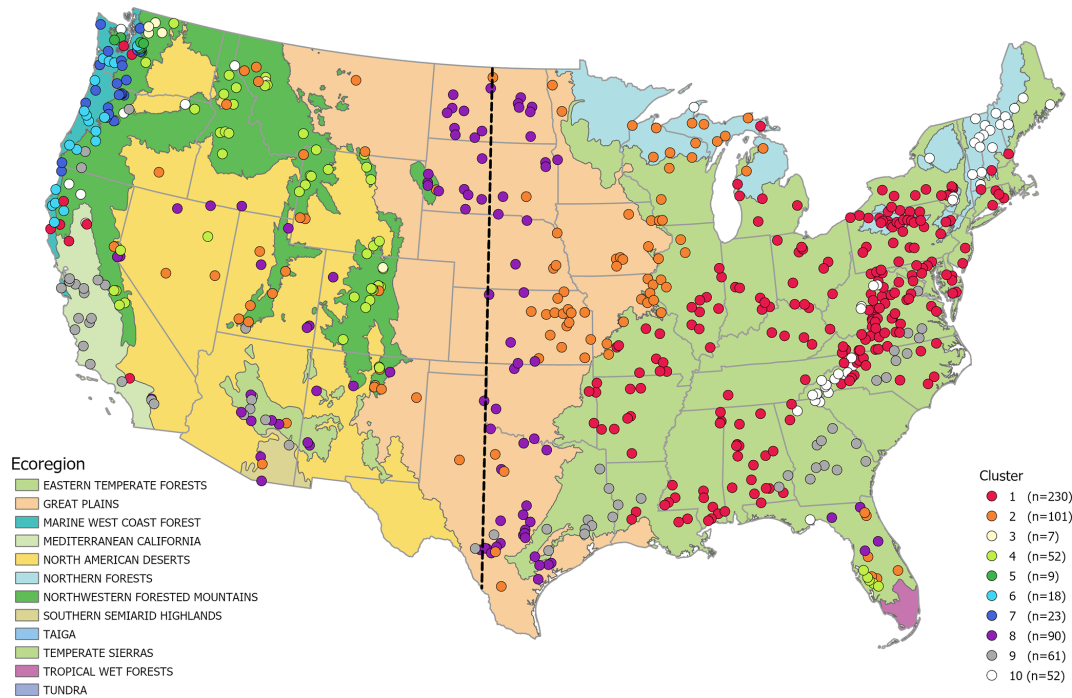 Ecoregion
EASTERN TEMPERATE FORESTS
GREAT PLAINS
MARINE WEST COAST FOREST
MEDITERRANEAN CALIFORNIA
NORTH AMERICAN DESERTS
NORTHERN FORESTS
NORTHWESTERN FORESTED MOUNTAINS
SOUTHERN SEMIARID HIGHLANDS
TAIGA
TEMPERATE SIERRAS
TROPICAL WET FORESTS
TUNDRA
Cluster
1 (n=230)
2 (n=101)
3 (n=7)
4 (n=52)
5 (n=9)
6 (n=18)
7 (n=23)
8 (n=90)
9 (n=61)
10 (n=52)